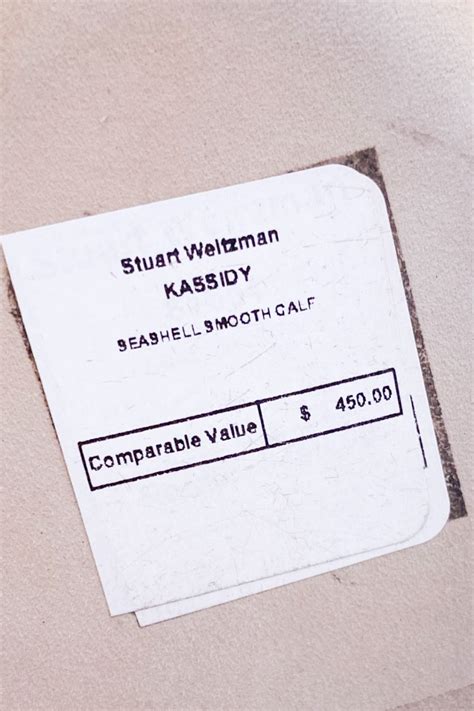 Stuart Weitzman
KASSIDY
SEASHELL SMOOTH CALF
Comparable Value $ 450.00